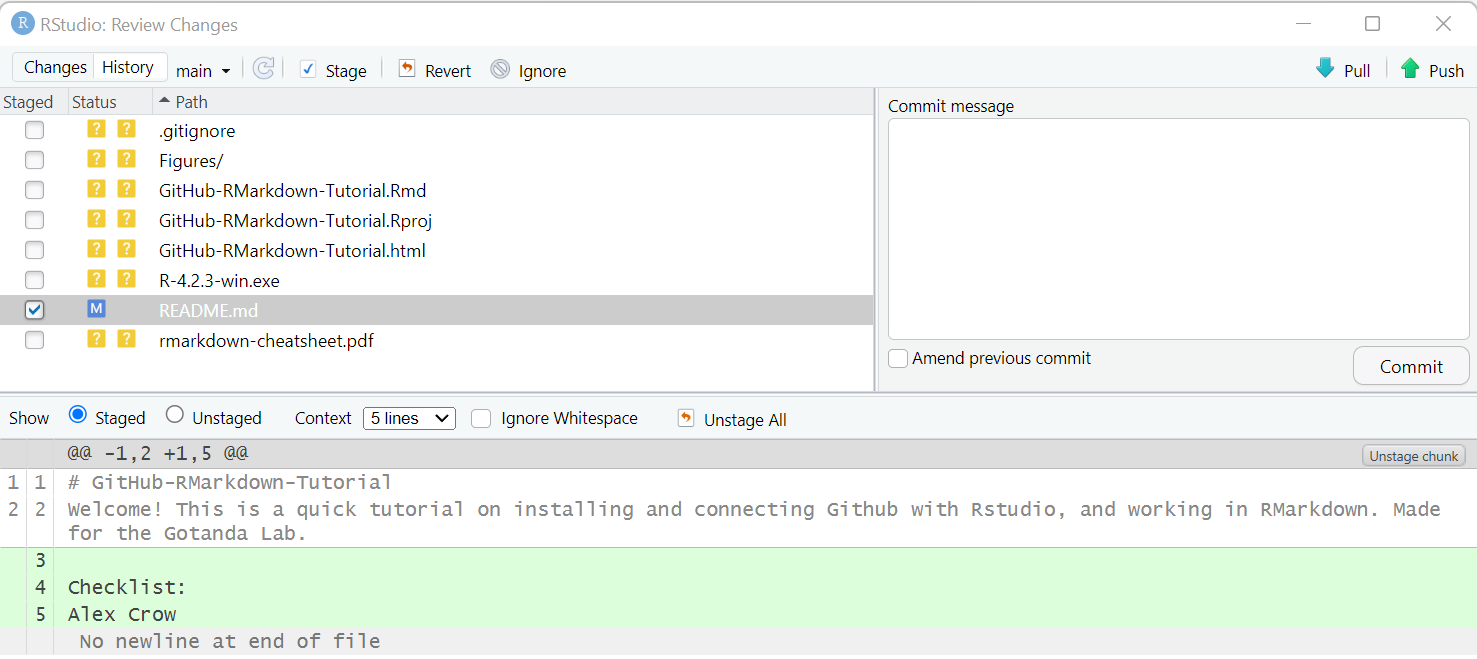 R RStudio: Review Changes
Changes History main Stage Revert Ignore Pull Push
Staged Status Path
? ? .gitignore
? ? Figures/
? ? GitHub-RMarkdown-Tutorial.Rmd
? ? GitHub-RMarkdown-Tutorial.Rproj
? ? GitHub-RMarkdown-Tutorial.html
? ? R-4.2.3-win.exe
M README.md
? ? rmarkdown-cheatsheet.pdf
Commit message
Amend previous commit Commit
Show Staged Unstaged Context 5 lines Ignore Whitespace Unstage All
@@ -1,2 +1,5 @@ Unstage chunk
1 1 # GitHub-RMarkdown-Tutorial
2 2 Welcome! This is a quick tutorial on installing and connecting Github with Rstudio, and working in RMarkdown. Made
for the Gotanda Lab.
3
4 Checklist:
5 Alex Crow
No newline at end of file